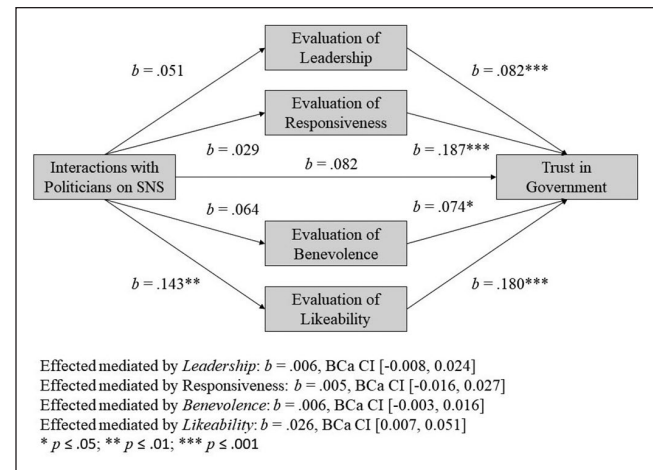 Evaluation of
Leadership
b = .051
b = .082***
Evaluation of
Responsiveness
b = .029
b = .187***
b = .082
Interactions with
Politicians on SNS
Trust in
Government
b = .064
b = .074*
Evaluation of
Benevolence
b = .143**
b = .180***
Evaluation of
Likeability
Effected mediated by Leadership: b = .006, BCa CI [-0.008, 0.024]
Effected mediated by Responsiveness: b = .005, BCa CI [-0.016, 0.027]
Effected mediated by Benevolence: b = .006, BCa CI [-0.003, 0.016]
Effected mediated by Likeability: b = .026, BCa CI [0.007, 0.051]
* p ≤ .05; ** p ≤ .01; *** p ≤ .001